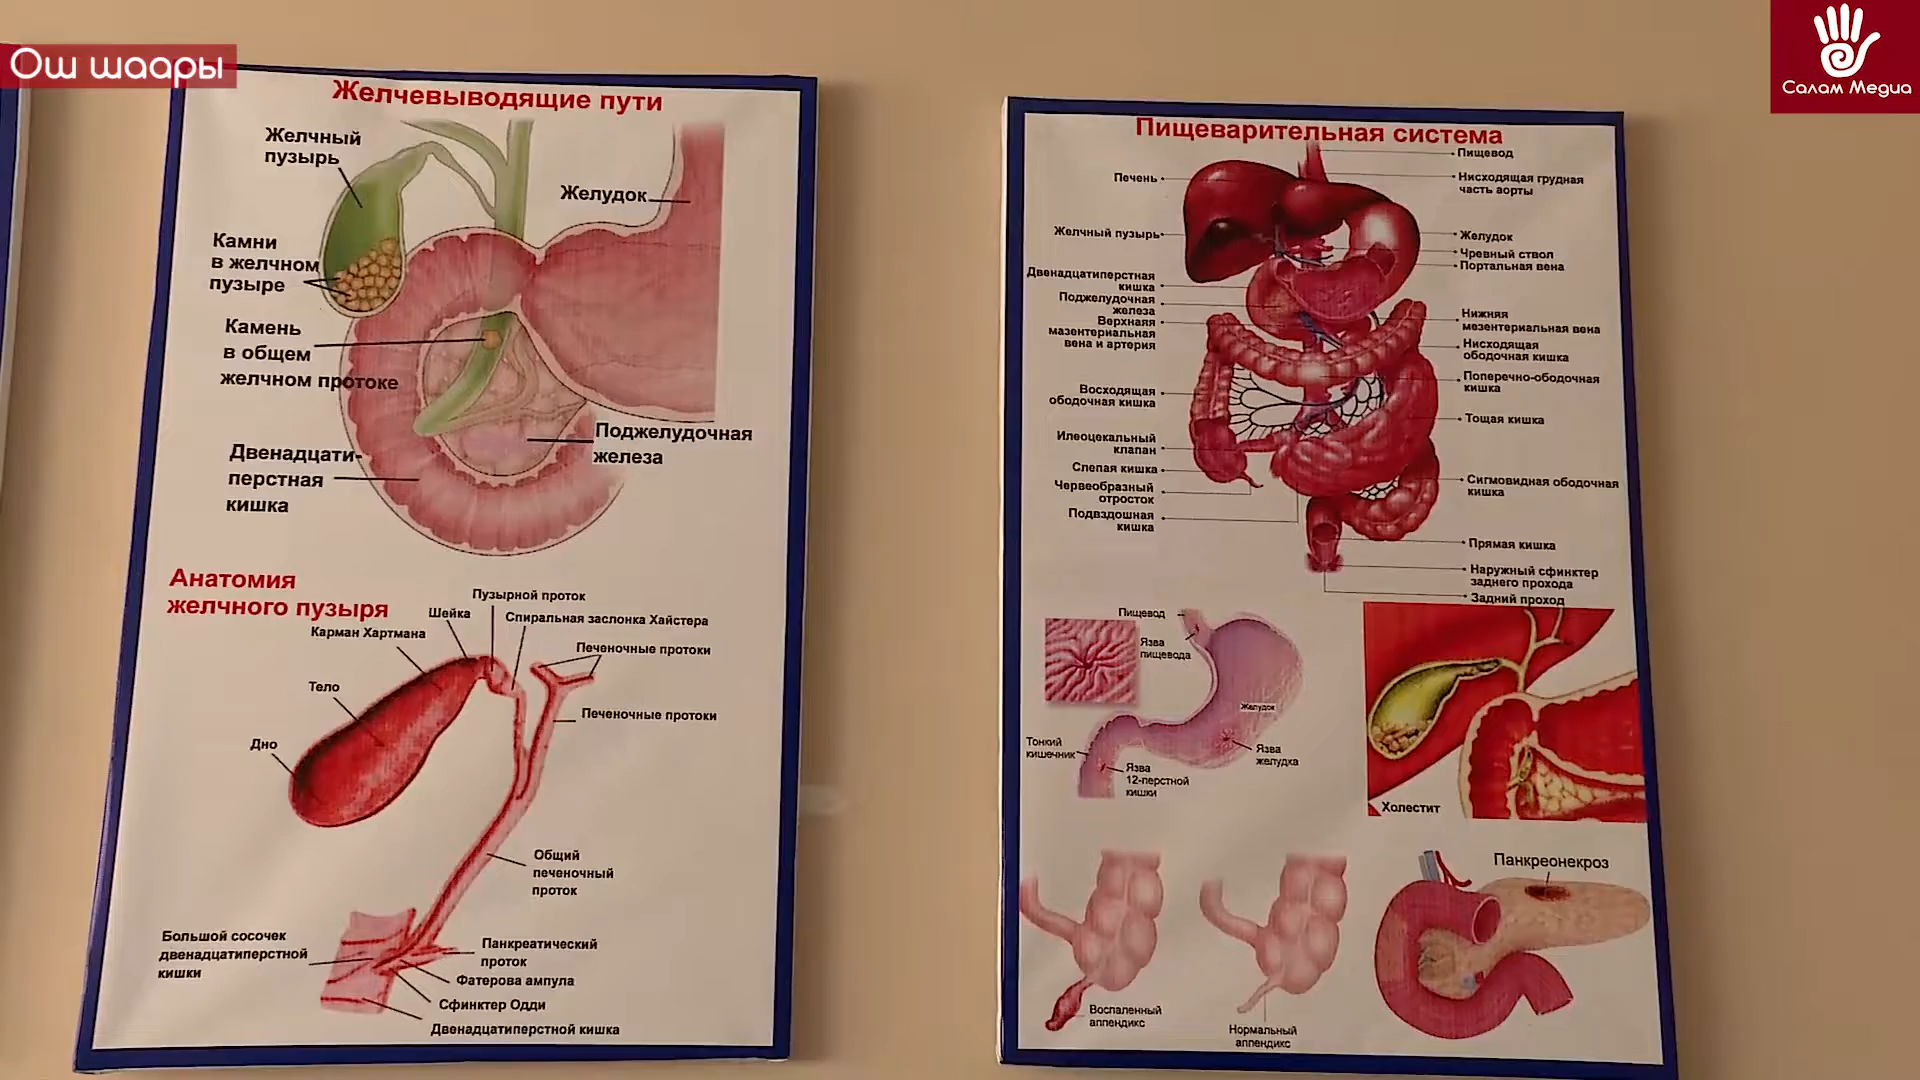 Ош шаары
Салам Медиа
Желчевыводящие пути
Желчный
пузырь
Желудок
Камни
в желчном
пузыре
Камень
в общем
желчном протоке
Поджелудочная
железа
Двенадцати-
перстная
кишка
Анатомия
желчного пузыря
Пузырной проток
Шейка
Спиральная заслонка Хайстера
Карман Хартмана
Печеночные протоки
Тело
Печеночные протоки
Дно
Общий
печеночный
проток
Большой сосочек
двенадцатиперстной
кишки
Панкреатический
проток
Фатерова ампула
Сфинктер Одди
Двенадцатиперстной кишка
Пищеварительная система
Пищевод
Печень
Нисходящая грудная
часть аорты
Желчный пузырь
Желудок
Чревный ствол
Портальная вена
Двенадцатиперстная
кишка
Поджелудочная
железа
Верхняяя
мазентериальная
вена и артерия
Нижняя
мезентериальная вена
Нисходящая
ободочная кишка
Поперечно-ободочная
кишка
Восходящая
ободочная кишка
Тощая кишка
Илеоцекальный
клапан
Слепая кишка
Червеобразный
отросток
Сигмовидная ободочная
кишка
Подвздошная
кишка
Прямая кишка
Наружный сфинктер
заднего прохода
Задний проход
Пищевод
Язва
пищевода
Желудок
Тонкий
кишечник
Язва
желудка
Язва
12-перстной
кишки
Холестит
Панкреонекроз
Воспаленный
аппендикс
Нормальный
аппендикс